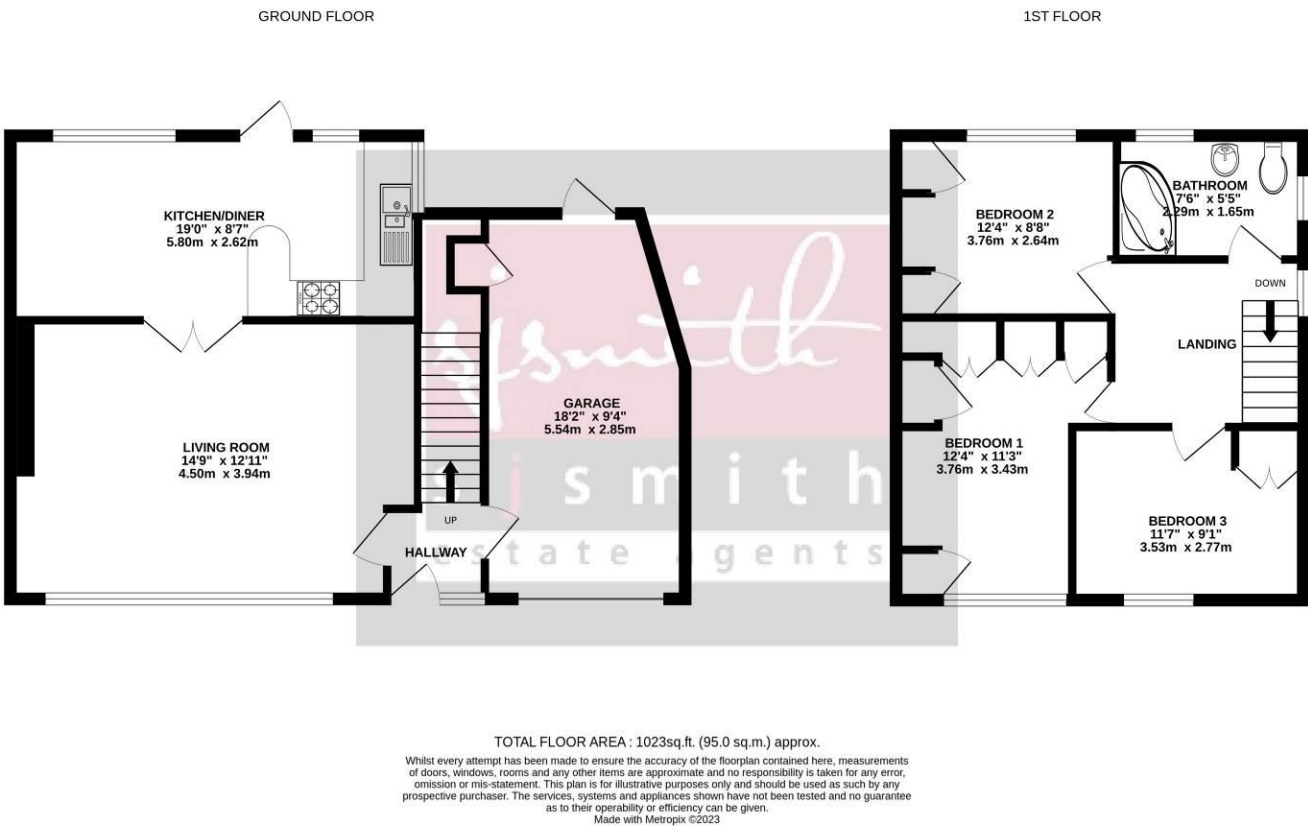 GROUND FLOOR
1ST FLOOR
KITCHEN/DINER
19'0" x 8'7"
5.80m x 2.62m
LIVING ROOM
14'9" x 12'11"
4.50m x 3.94m
UP
HALLWAY
GARAGE
18'2" x 9'4"
5.54m x 2.85m
BEDROOM 2
12'4" x 8'8"
3.76m x 2.64m
BATHROOM
7'6" x 5'5"
2.29m x 1.65m
DOWN
LANDING
BEDROOM 1
12'4" x 11'3"
3.76m x 3.43m
BEDROOM 3
11'7" x 9'1"
3.53m x 2.77m
sjsmith
sjsmith
estate agents
TOTAL FLOOR AREA : 1023sq.ft. (95.0 sq.m.) approx.
Whilst every attempt has been made to ensure the accuracy of the floorplan contained here, measurements
of doors, windows, rooms and any other items are approximate and no responsibility is taken for any error,
omission or mis-statement. This plan is for illustrative purposes only and should be used as such by any
prospective purchaser. The services, systems and appliances shown have not been tested and no guarantee
as to their operability or efficiency can be given.
Made with Metropix ©2023